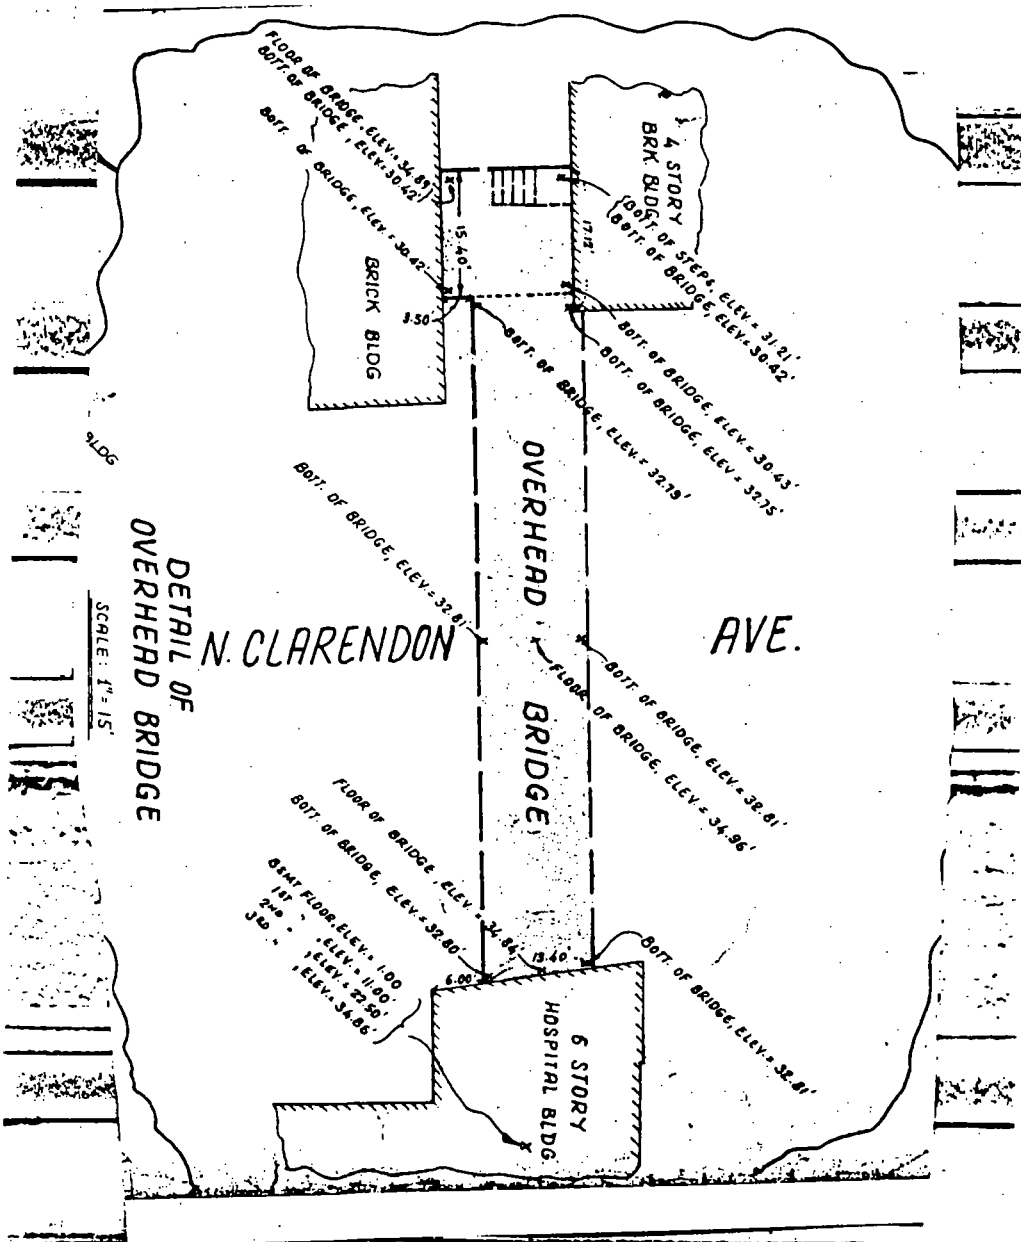 FLOOR OF BRIDGE, ELEV. = 34.89'
BOTT. OF BRIDGE, ELEV. = 30.42'
BOTT. OF BRIDGE, ELEV. = 30.42'
4 STORY
BRK. BLDG.
BOTT. OF STEPS, ELEV. = 31.21'
BOTT. OF BRIDGE, ELEV. = 30.42'
15.40'
17.12'
3.50'
BRICK BLDG
BOTT. OF BRIDGE, ELEV. = 30.43'
BOTT. OF BRIDGE, ELEV. = 32.75'
BOTT. OF BRIDGE, ELEV. = 32.79'
BLDG
BOTT. OF BRIDGE, ELEV. = 32.81'
OVERHEAD BRIDGE
DETAIL OF
OVERHEAD BRIDGE
SCALE: 1" = 15'
N. CLARENDON AVE.
BOTT. OF BRIDGE, ELEV. = 32.81'
FLOOR OF BRIDGE, ELEV. = 34.96'
FLOOR OF BRIDGE, ELEV. = 34.84'
BOTT. OF BRIDGE, ELEV. = 32.80'
BSMT FLOOR, ELEV. = 1.00
1ST " , ELEV. = 11.00'
2ND " , ELEV. = 22.50'
3RD " , ELEV. = 34.86'
6.00'
13.40'
BOTT. OF BRIDGE, ELEV. = 32.81'
6 STORY
HOSPITAL BLDG.